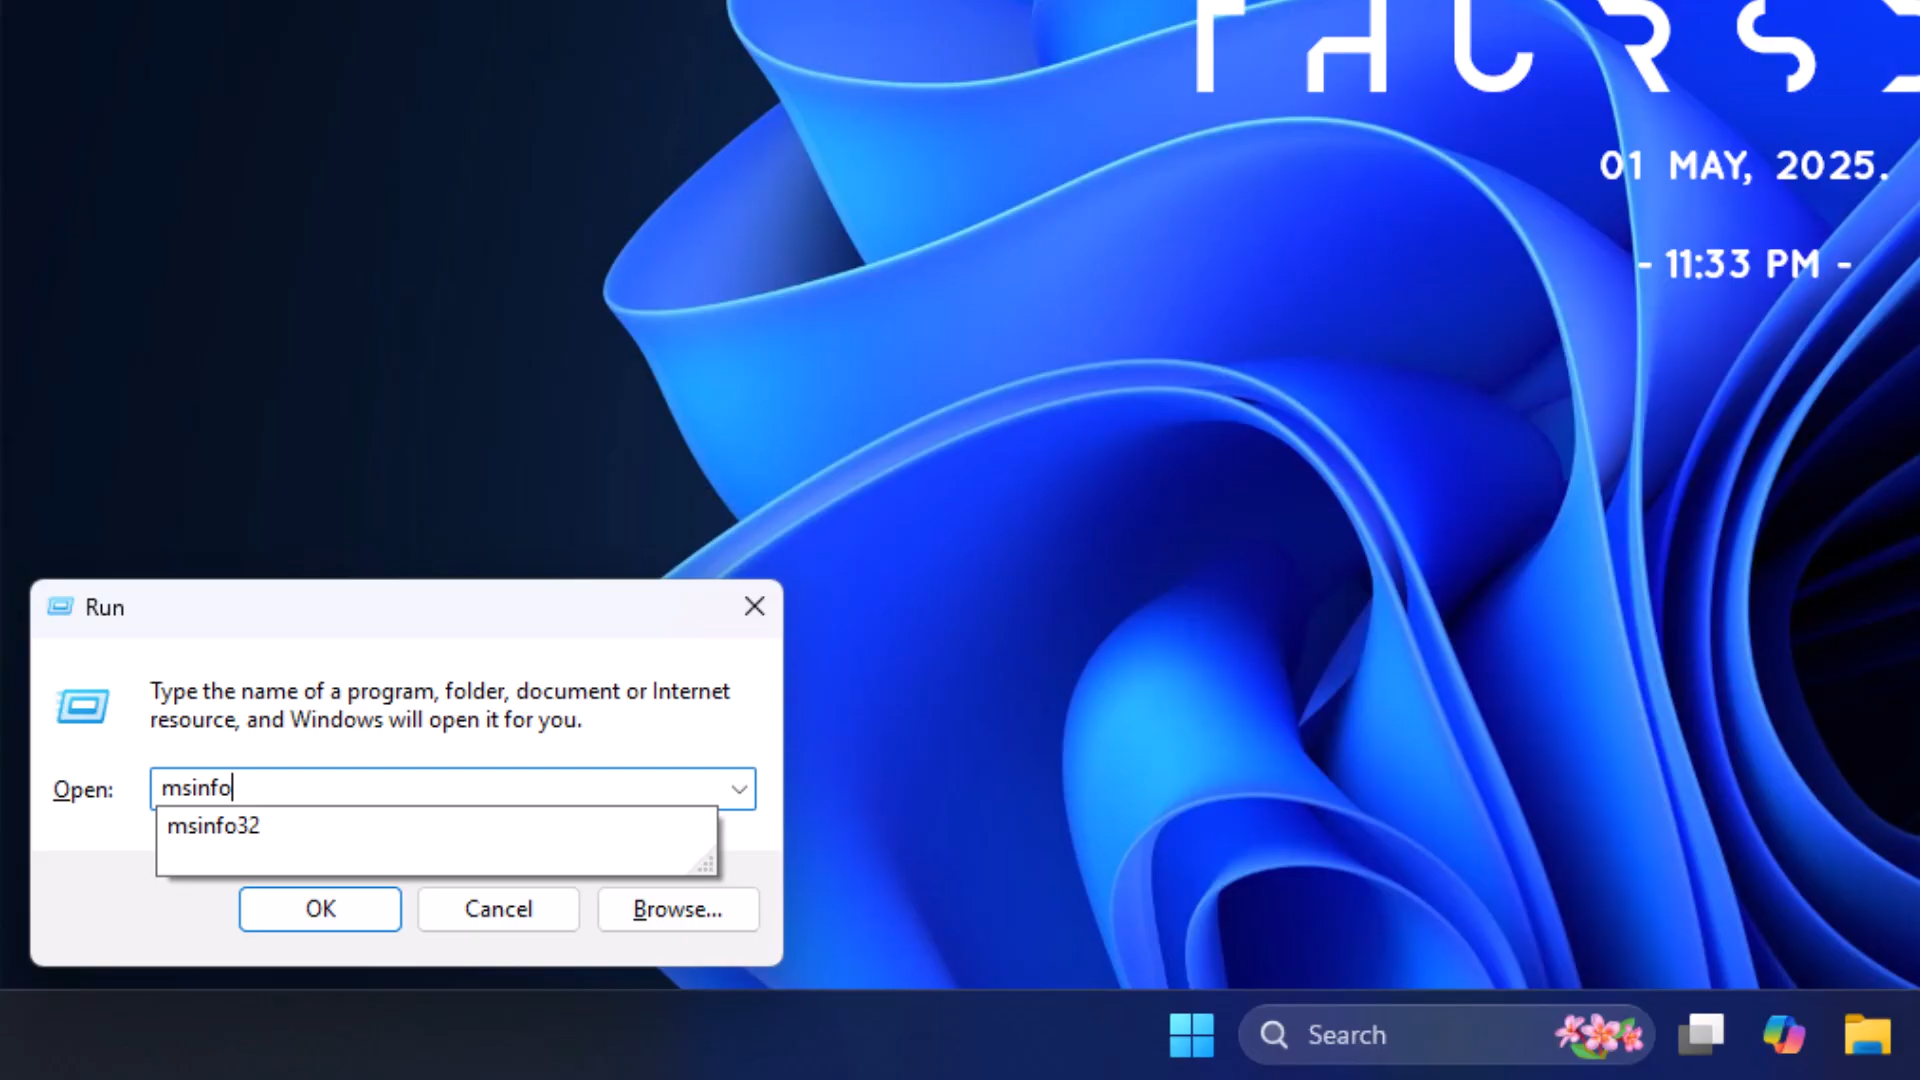 01 MAY, 2025.
- 11:33 PM -
Run
Type the name of a program, folder, document or Internet
resource, and Windows will open it for you.
Open: msinfo
msinfo32
OK Cancel Browse...
Search